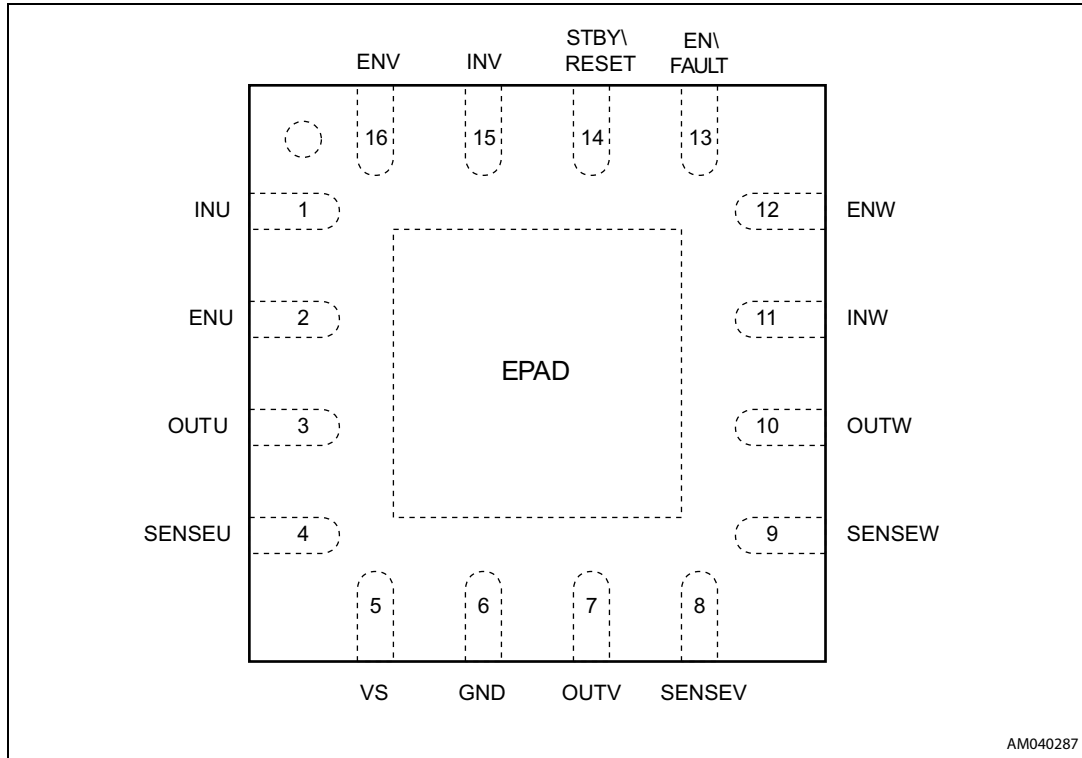 ENV INV STBY\ RESET EN\ FAULT
16 15 14 13
INU 1 12 ENW
ENU 2 11 INW
EPAD
OUTU 3 10 OUTW
SENSEU 4 9 SENSEW
5 6 7 8
VS GND OUTV SENSEV
AM040287